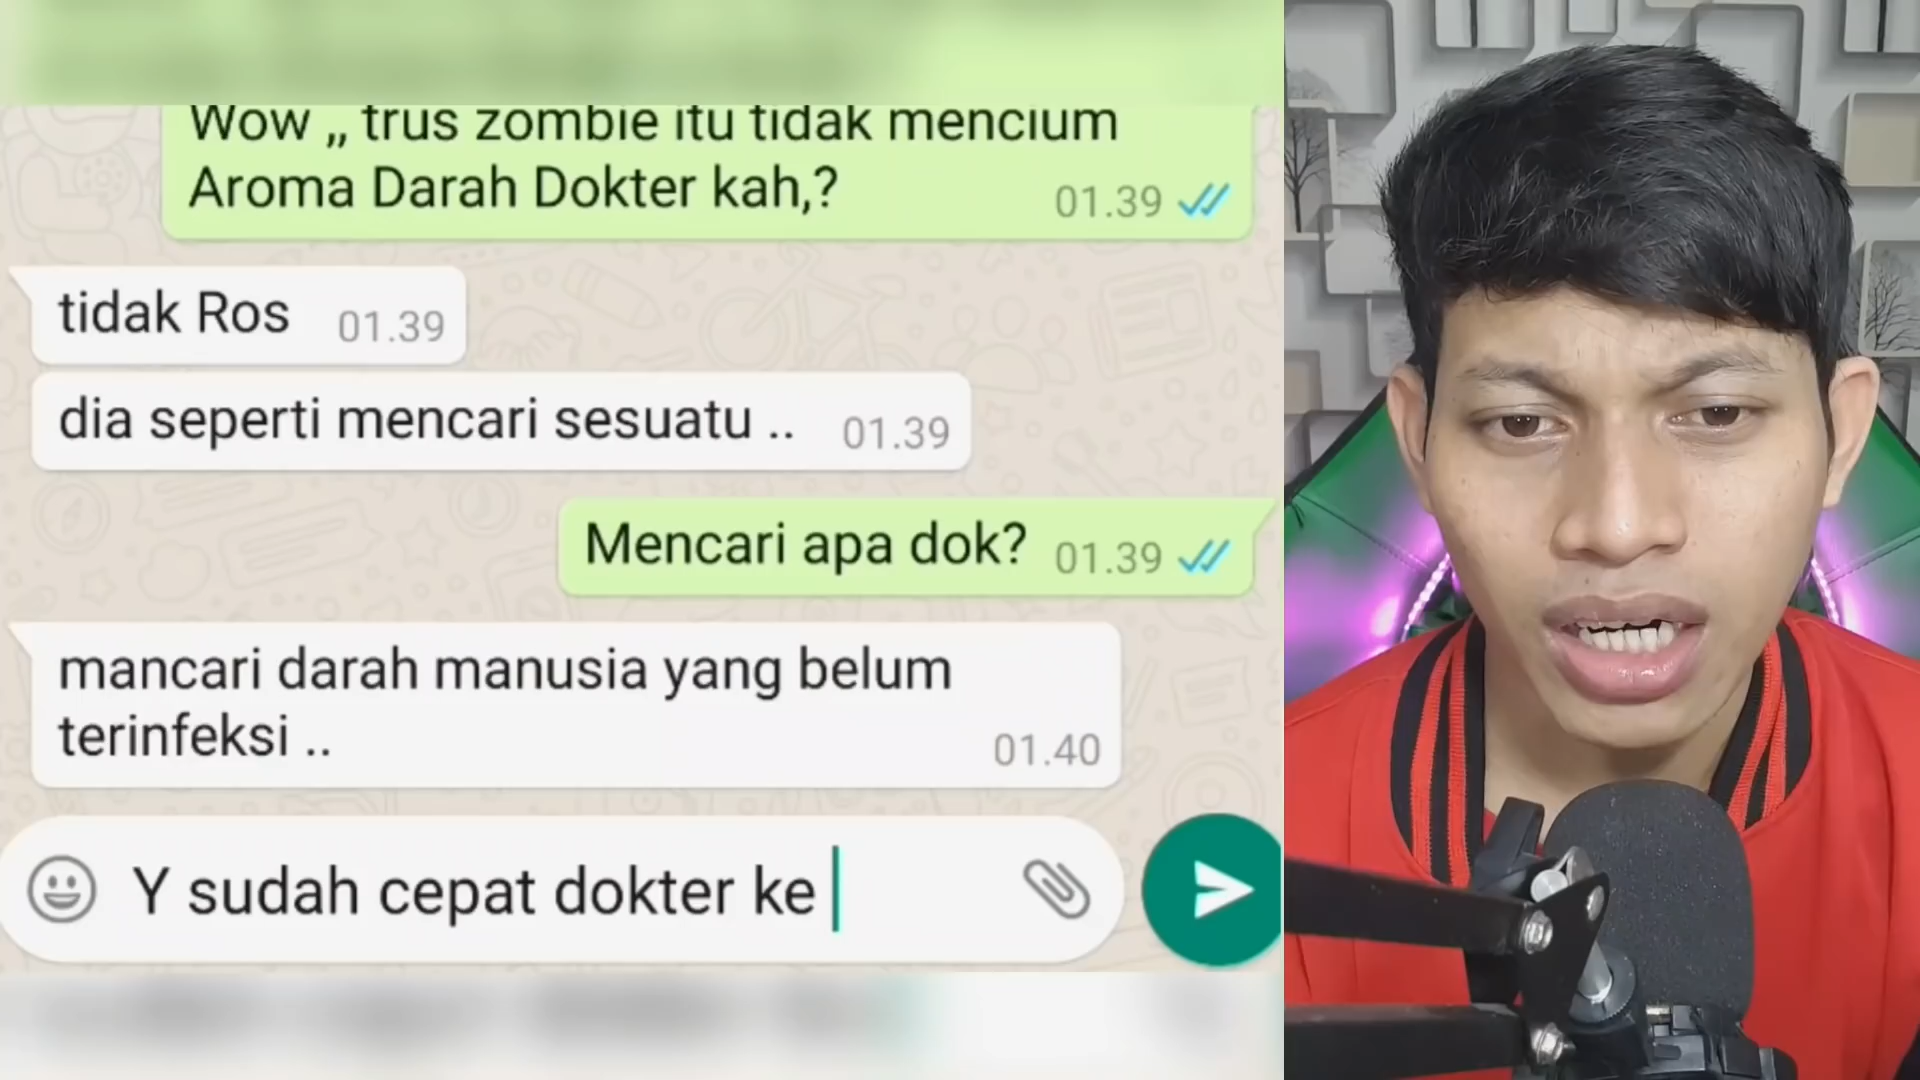 Wow ,, trus zombie itu tidak mencium
Aroma Darah Dokter kah,?
01.39
tidak Ros
01.39
dia seperti mencari sesuatu ..
01.39
Mencari apa dok?
01.39
mancari darah manusia yang belum
terinfeksi ..
01.40
Y sudah cepat dokter ke